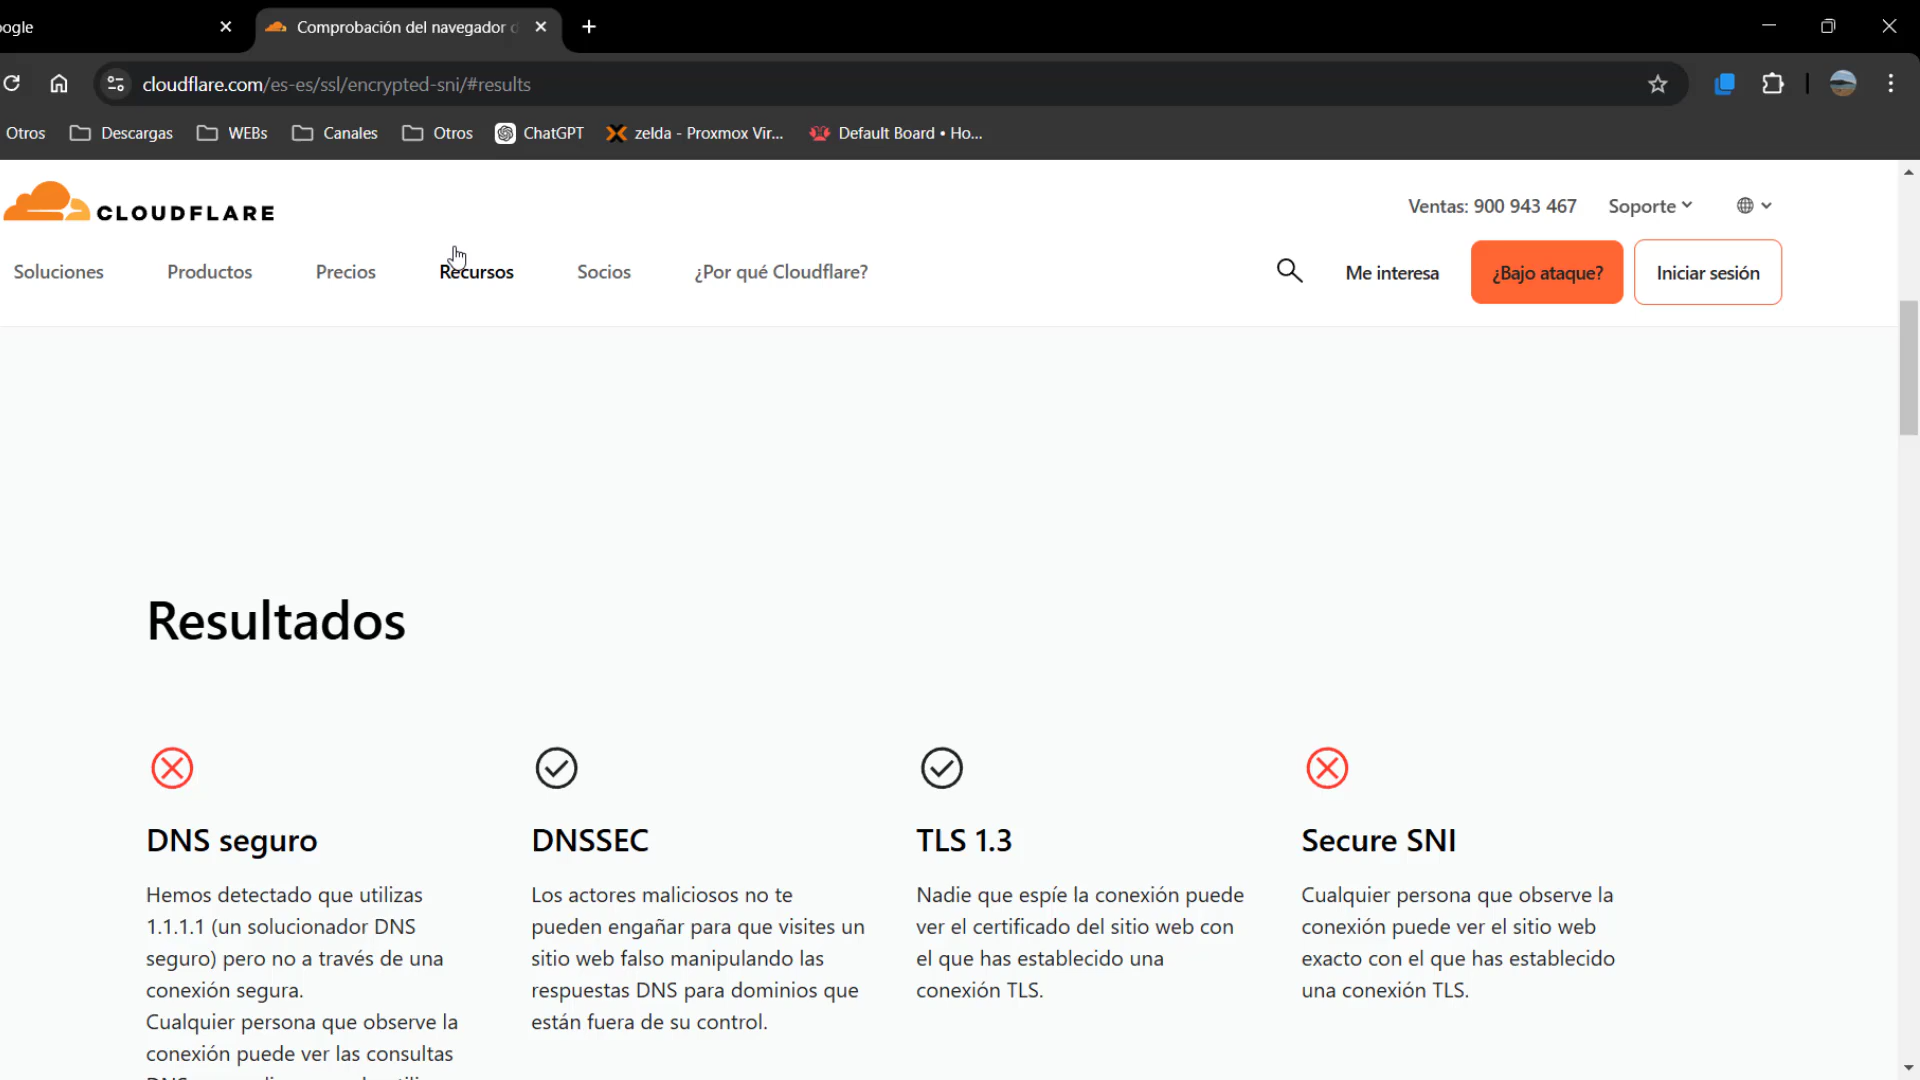 oogle
Comprobación del navegador
cloudflare.com/es-es/ssl/encrypted-sni/#results
Otros Descargas WEBs Canales Otros ChatGPT zelda - Proxmox Vir... Default Board • Ho...
CLOUDFLARE
Ventas: 900 943 467 Soporte
Soluciones Productos Precios Recursos Socios ¿Por qué Cloudflare? Me interesa ¿Bajo ataque? Iniciar sesión
Resultados
DNS seguro
Hemos detectado que utilizas
1.1.1.1 (un solucionador DNS
seguro) pero no a través de una
conexión segura.
Cualquier persona que observe la
conexión puede ver las consultas
DNSSEC
Los actores maliciosos no te
pueden engañar para que visites un
sitio web falso manipulando las
respuestas DNS para dominios que
están fuera de su control.
TLS 1.3
Nadie que espíe la conexión puede
ver el certificado del sitio web con
el que has establecido una
conexión TLS.
Secure SNI
Cualquier persona que observe la
conexión puede ver el sitio web
exacto con el que has establecido
una conexión TLS.